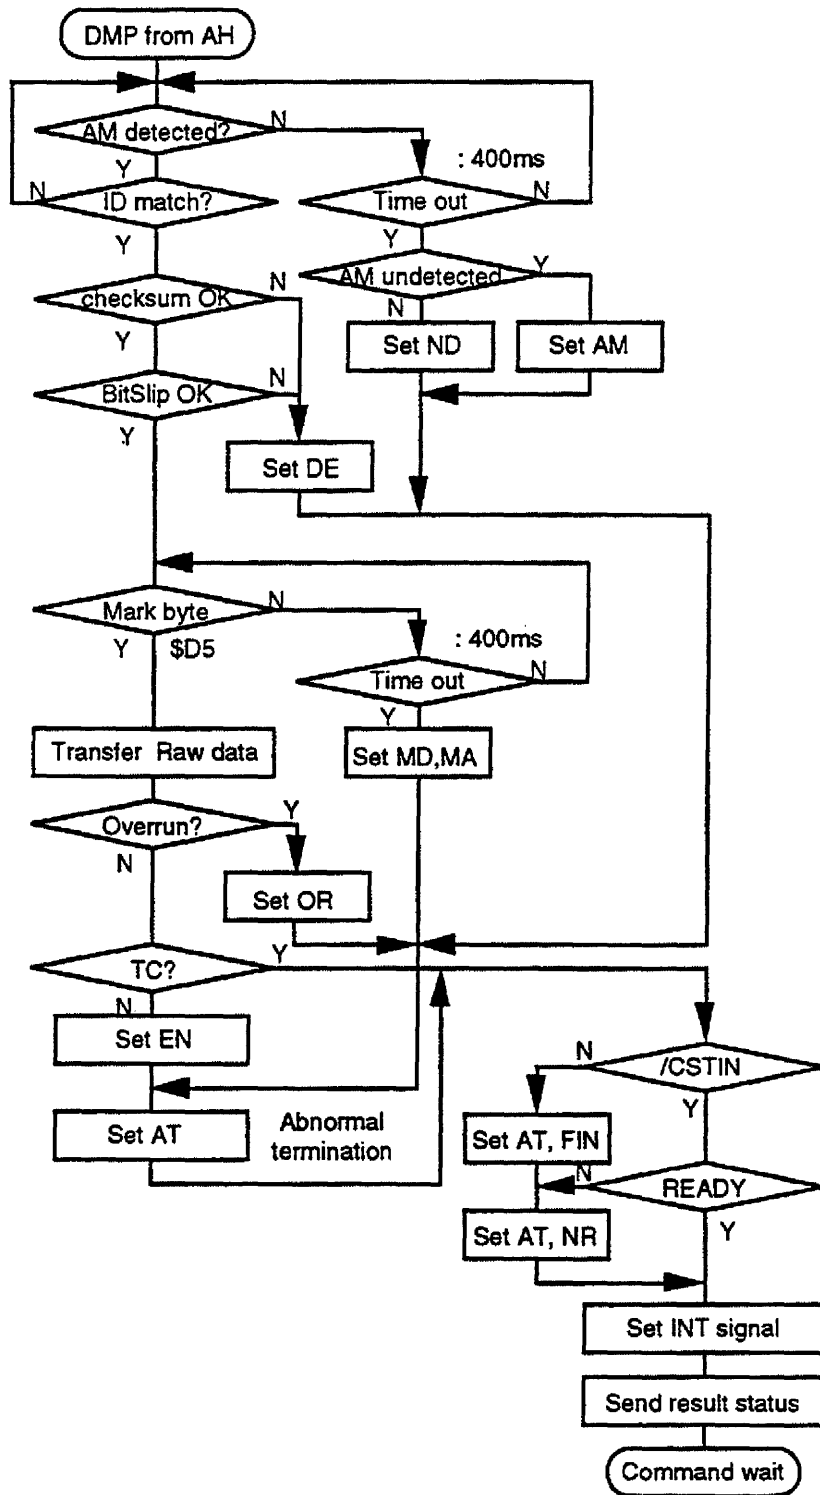 DMP from AH
AM detected?
N
Y
: 400ms
N
ID match?
Time out
N
Y
Y
AM undetected
Y
checksum OK
N
N
Y
Set ND
Set AM
BitSlip OK
N
Y
Set DE
Mark byte
N
Y
$D5
: 400ms
Time out
N
Y
Transfer Raw data
Set MD,MA
Overrun?
Y
N
Set OR
TC?
Y
N
Set EN
/CSTIN
N
Y
Set AT
Abnormal
termination
Set AT, FIN
READY
N
Y
Set AT, NR
Set INT signal
Send result status
Command wait